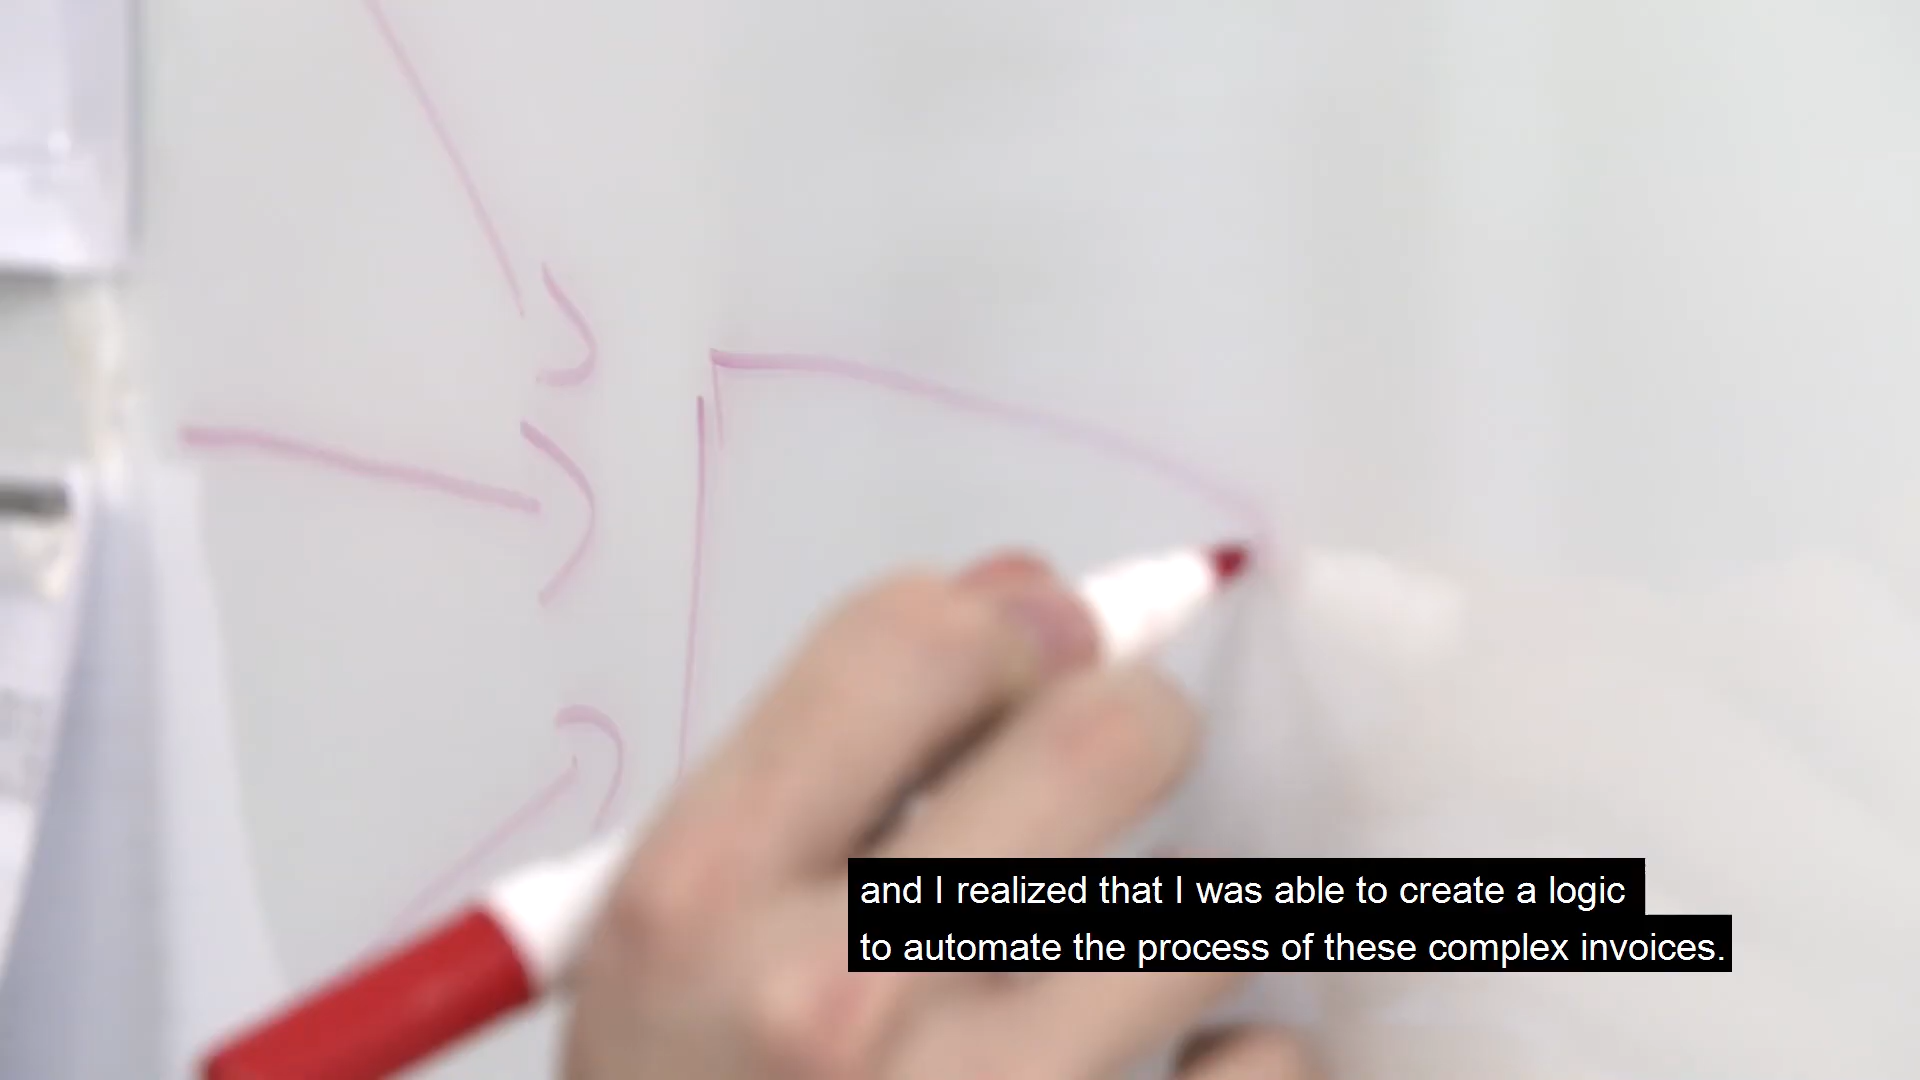 and I realized that I was able to create a logic
to automate the process of these complex invoices.